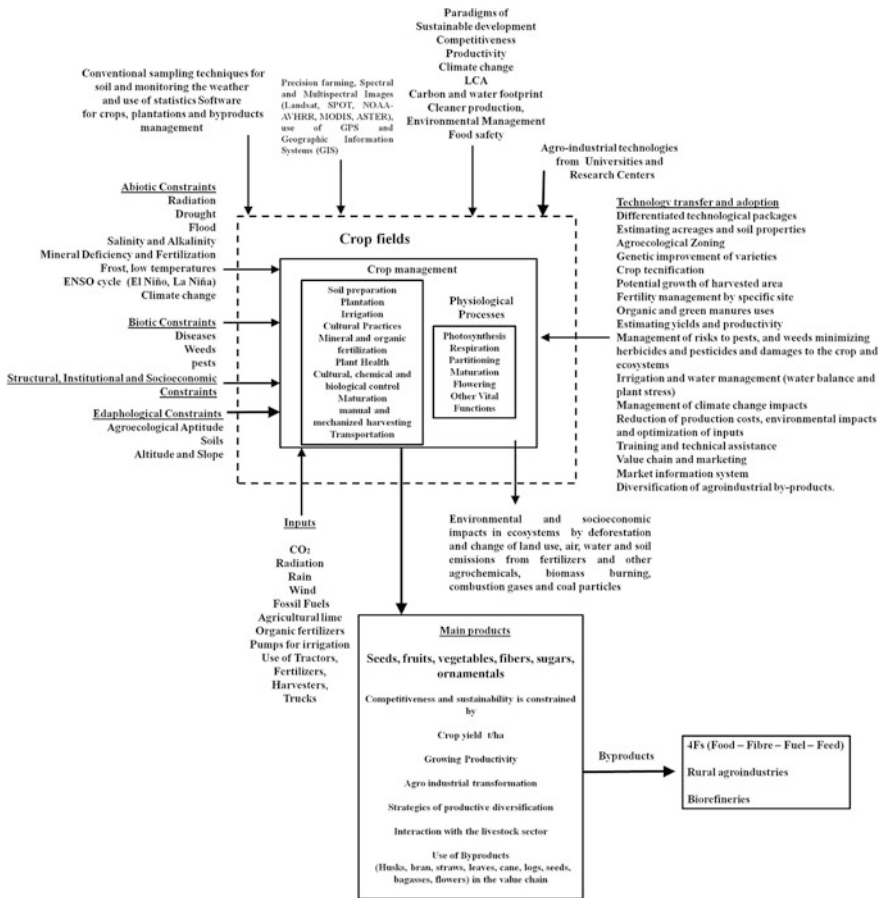 Paradigms of
Sustainable development
Competitiveness
Productivity
Climate change
LCA
Carbon and water footprint
Cleaner production,
Environmental Management
Food safety
Conventional sampling techniques for
soil and monitoring the weather
and use of statistics Software
for crops, plantations and byproducts
management
Precision farming, Spectral
and Multispectral Images
(Landsat, SPOT, NOAA-
AVHRR, MODIS, ASTER),
use of GPS and
Geographic Information
Systems (GIS)
Agro-industrial technologies
from Universities and
Research Centers
Abiotic Constraints
Radiation
Drought
Flood
Salinity and Alkalinity
Mineral Deficiency and Fertilization
Frost, low temperatures
ENSO cycle (El Niño, La Niña)
Climate change
Biotic Constraints
Diseases
Weeds
pests
Structural, Institutional and Socioeconomic
Constraints
Edaphological Constraints
Agroecological Aptitude
Soils
Altitude and Slope
Crop fields
Crop management
Soil preparation
Plantation
Irrigation
Cultural Practices
Mineral and organic
fertilization
Plant Health
Cultural, chemical and
biological control
Maturation
manual and
mechanized harvesting
Transportation
Physiological
Processes
Photosynthesis
Respiration
Partitioning
Maturation
Flowering
Other Vital
Functions
Technology transfer and adoption
Differentiated technological packages
Estimating acreages and soil properties
Agroecological Zoning
Genetic improvement of varieties
Crop tecnification
Potential growth of harvested area
Fertility management by specific site
Organic and green manures uses
Estimating yields and productivity
Management of risks to pests, and weeds minimizing
herbicides and pesticides and damages to the crop and
ecosystems
Irrigation and water management (water balance and
plant stress)
Management of climate change impacts
Reduction of production costs, environmental impacts
and optimization of inputs
Training and technical assistance
Value chain and marketing
Market information system
Diversification of agroindustrial by-products.
Inputs
CO₂
Radiation
Rain
Wind
Fossil Fuels
Agricultural lime
Organic fertilizers
Pumps for irrigation
Use of Tractors,
Fertilizers,
Harvesters,
Trucks
Environmental and socioeconomic
impacts in ecosystems by deforestation
and change of land use, air, water and soil
emissions from fertilizers and other
agrochemicals, biomass burning,
combustion gases and coal particles
Main products
Seeds, fruits, vegetables, fibers, sugars,
ornamentals
Competitiveness and sustainability is constrained
by
Crop yield t/ha
Growing Productivity
Agro industrial transformation
Strategies of productive diversification
Interaction with the livestock sector
Use of Byproducts
(Husks, bran, straws, leaves, cane, logs, seeds,
bagasses, flowers) in the value chain
Byproducts
4Fs (Food – Fibre – Fuel – Feed)
Rural agroindustries
Biorefineries